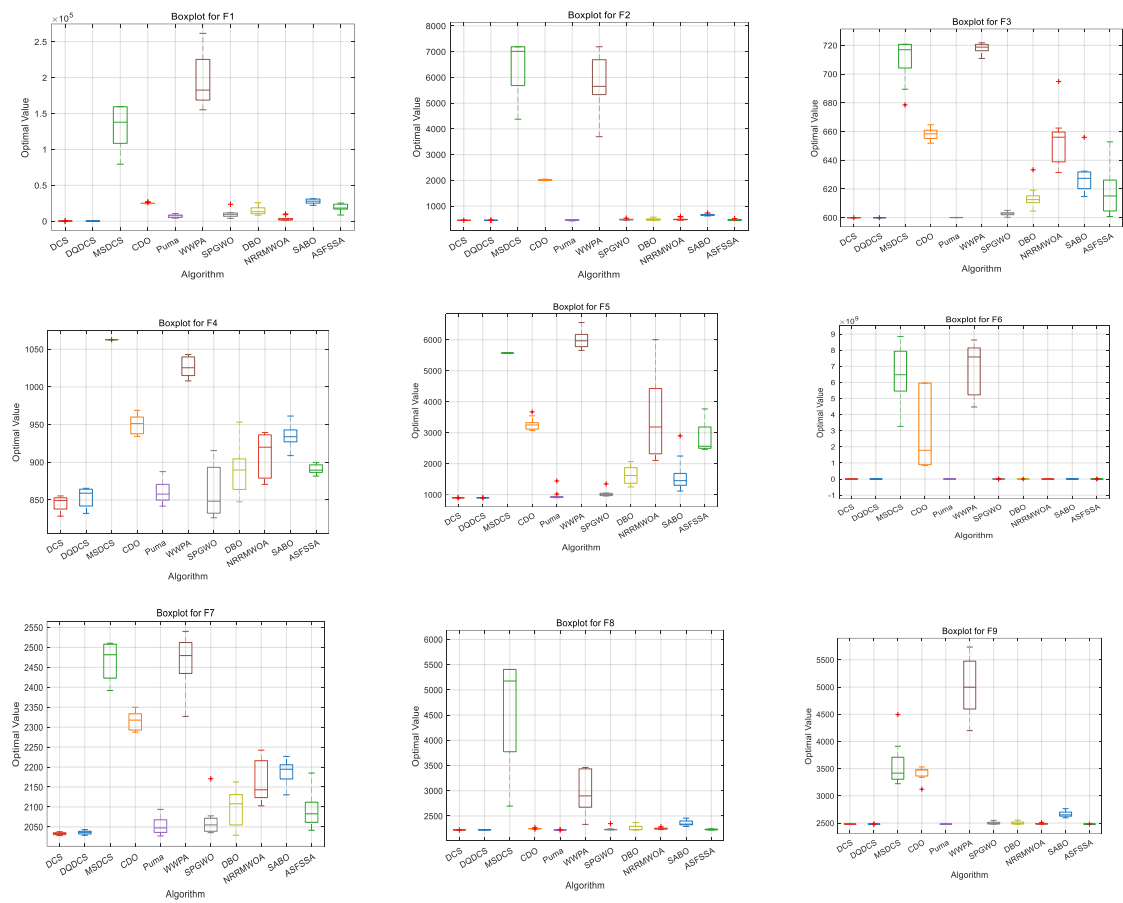 Boxplot for F1
×10^5
2.5
2
1.5
1
0.5
0
Optimal Value
DCS DQDCS MSDCS CDO Puma WWPA SPGWO DBO NRRMWOA SABO ASFSSA
Algorithm
Boxplot for F2
8000
7000
6000
5000
4000
3000
2000
1000
Optimal Value
DCS DQDCS MSDCS CDO Puma WWPA SPGWO DBO NRRMWOA SABO ASFSSA
Algorithm
Boxplot for F3
720
700
680
660
640
620
600
Optimal Value
DCS DQDCS MSDCS CDO Puma WWPA SPGWO DBO NRRMWOA SABO ASFSSA
Algorithm
Boxplot for F4
1050
1000
950
900
850
Optimal Value
DCS DQDCS MSDCS CDO Puma WWPA SPGWO DBO NRRMWOA SABO ASFSSA
Algorithm
Boxplot for F5
6000
5000
4000
3000
2000
1000
Optimal Value
DCS DQDCS MSDCS CDO Puma WWPA SPGWO DBO NRRMWOA SABO ASFSSA
Algorithm
Boxplot for F6
×10^9
9
8
7
6
5
4
3
2
1
0
-1
Optimal Value
DCS DQDCS MSDCS CDO Puma WWPA SPGWO DBO NRRMWOA SABO ASFSSA
Algorithm
Boxplot for F7
2550
2500
2450
2400
2350
2300
2250
2200
2150
2100
2050
Optimal Value
DCS DQDCS MSDCS CDO Puma WWPA SPGWO DBO NRRMWOA SABO ASFSSA
Algorithm
Boxplot for F8
6000
5500
5000
4500
4000
3500
3000
2500
Optimal Value
DCS DQDCS MSDCS CDO Puma WWPA SPGWO DBO NRRMWOA SABO ASFSSA
Algorithm
Boxplot for F9
5500
5000
4500
4000
3500
3000
2500
Optimal Value
DCS DQDCS MSDCS CDO Puma WWPA SPGWO DBO NRRMWOA SABO ASFSSA
Algorithm